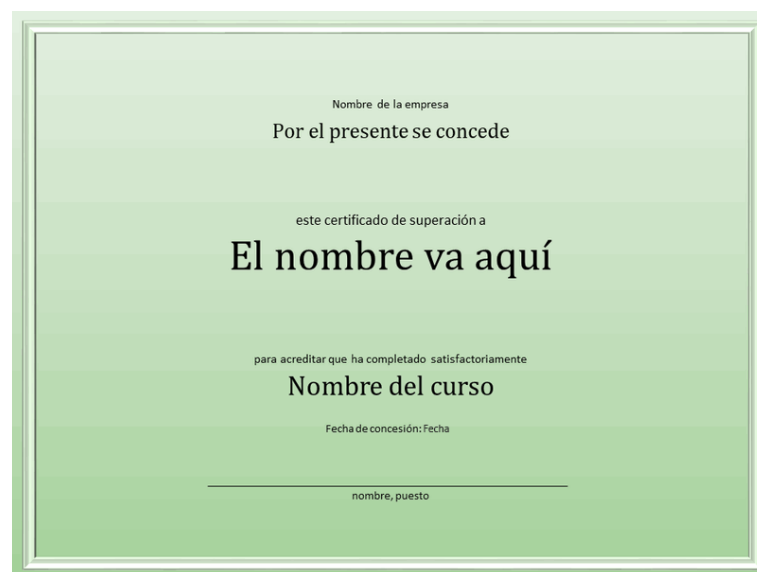 Nombre de la empresa
Por el presente se concede
este certificado de superación a
El nombre va aquí
para acreditar que ha completado satisfactoriamente
Nombre del curso
Fecha de concesión: Fecha
nombre, puesto